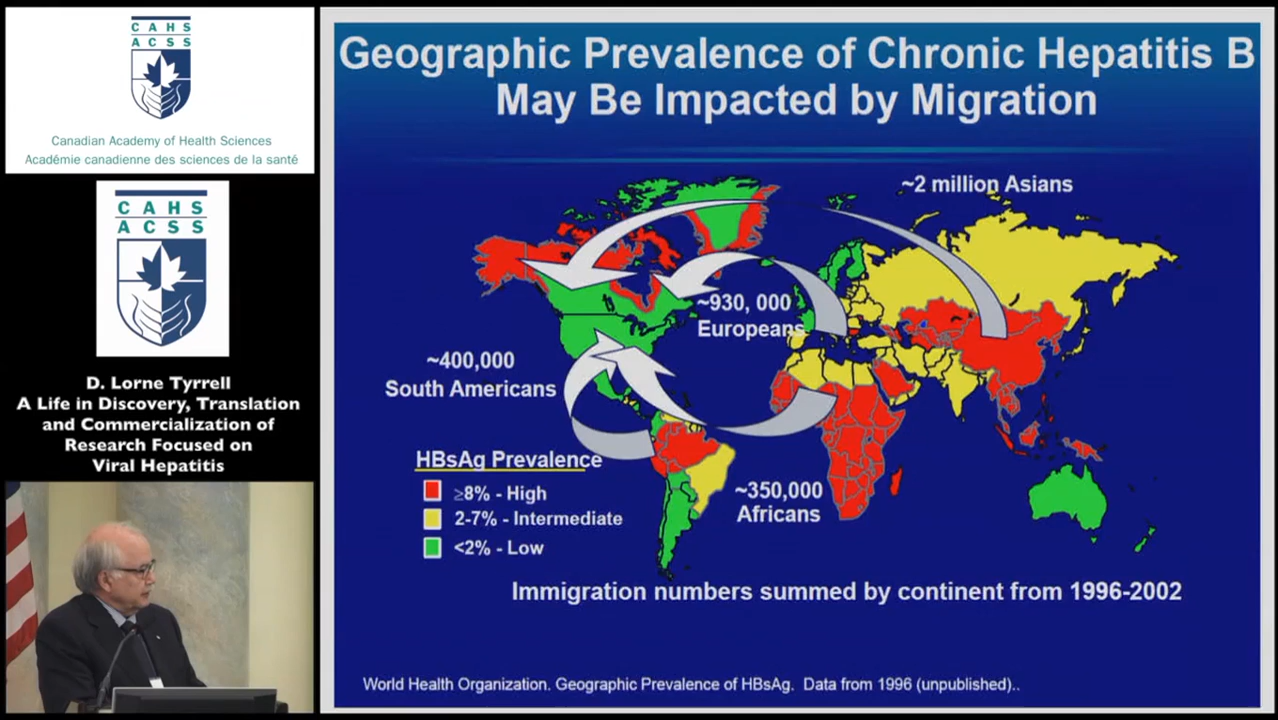 CAHS
ACSS
Canadian Academy of Health Sciences
Académie canadienne des sciences de la santé
CAHS
ACSS
D. Lorne Tyrrell
A Life in Discovery, Translation
and Commercialization of
Research Focused on
Viral Hepatitis
Geographic Prevalence of Chronic Hepatitis B
May Be Impacted by Migration
~2 million Asians
~930, 000
Europeans
~400,000
South Americans
HBsAg Prevalence
≥8% - High
2-7% - Intermediate
<2% - Low
~350,000
Africans
Immigration numbers summed by continent from 1996-2002
World Health Organization. Geographic Prevalence of HBsAg. Data from 1996 (unpublished)..